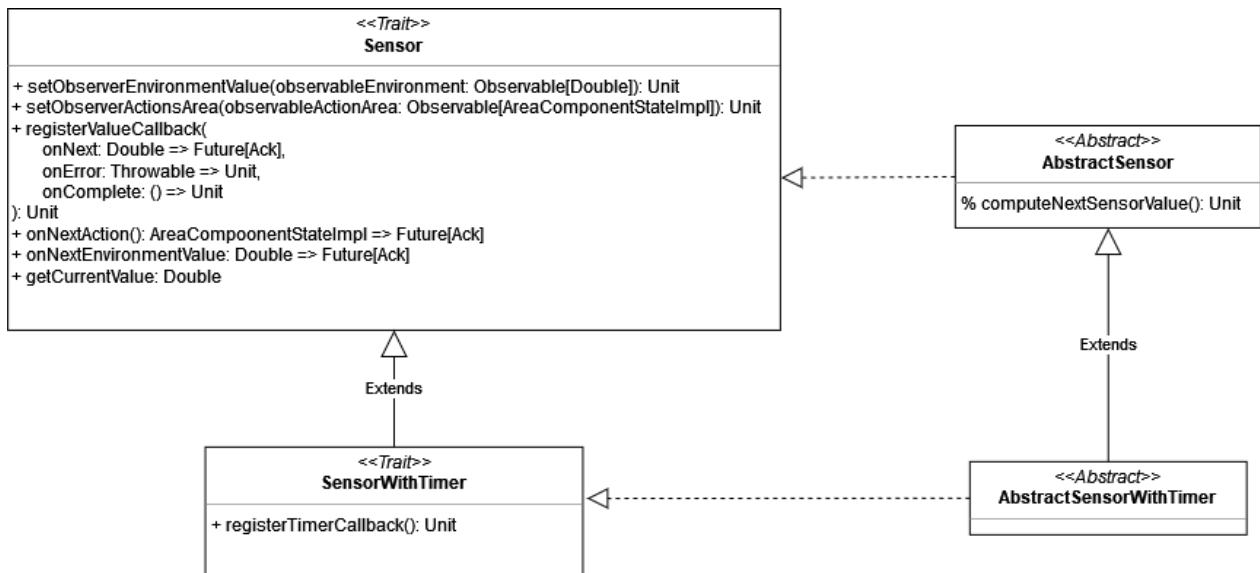 <<Trait>>
Sensor
+ setObserverEnvironmentValue(observableEnvironment: Observable[Double]): Unit
+ setObserverActionsArea(observableActionArea: Observable[AreaComponentStateImpl]): Unit
+ registerValueCallback(
onNext: Double => Future[Ack],
onError: Throwable => Unit,
onComplete: () => Unit
): Unit
+ onNextAction(): AreaCompoonentStateImpl => Future[Ack]
+ onNextEnvironmentValue: Double => Future[Ack]
+ getCurrentValue: Double
<<Abstract>>
AbstractSensor
% computeNextSensorValue(): Unit
Extends
Extends
<<Trait>>
SensorWithTimer
+ registerTimerCallback(): Unit
<<Abstract>>
AbstractSensorWithTimer